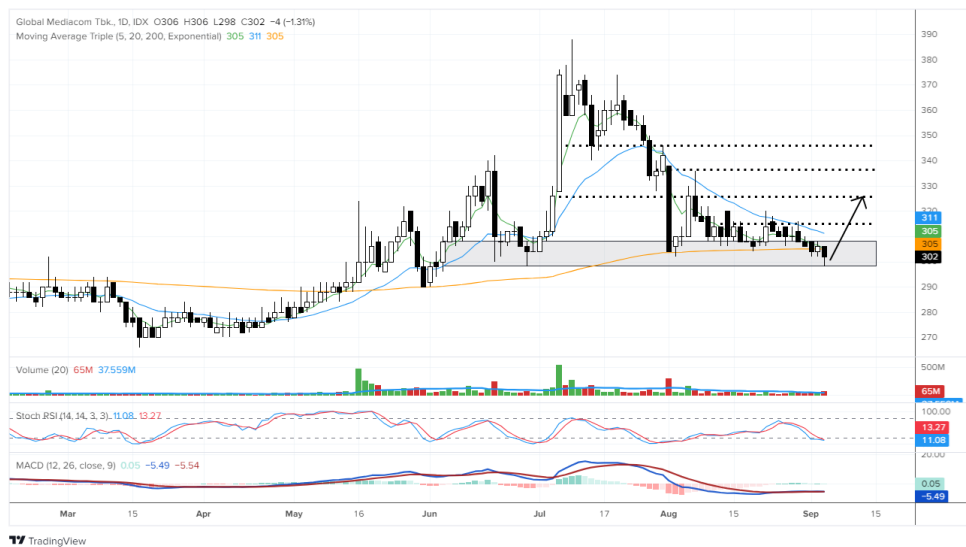 Global Mediacom Tbk., 1D, IDX O306 H306 L298 C302 −4 (−1.31%)
Moving Average Triple (5, 20, 200, Exponential) 305 311 305
390
380
370
360
350
340
330
311
305
305
302
290
280
270
Volume (20) 65M 37.559M
500M
65M
Stoch RSI (14, 14, 3, 3) 11.08 13.27
100.00
13.27
11.08
20.00
MACD (12, 26, close, 9) 0.05 −5.49 −5.54
0.05
−5.49
Mar 15 Apr May 16 Jun Jul 17 Aug 15 Sep 15
TradingView